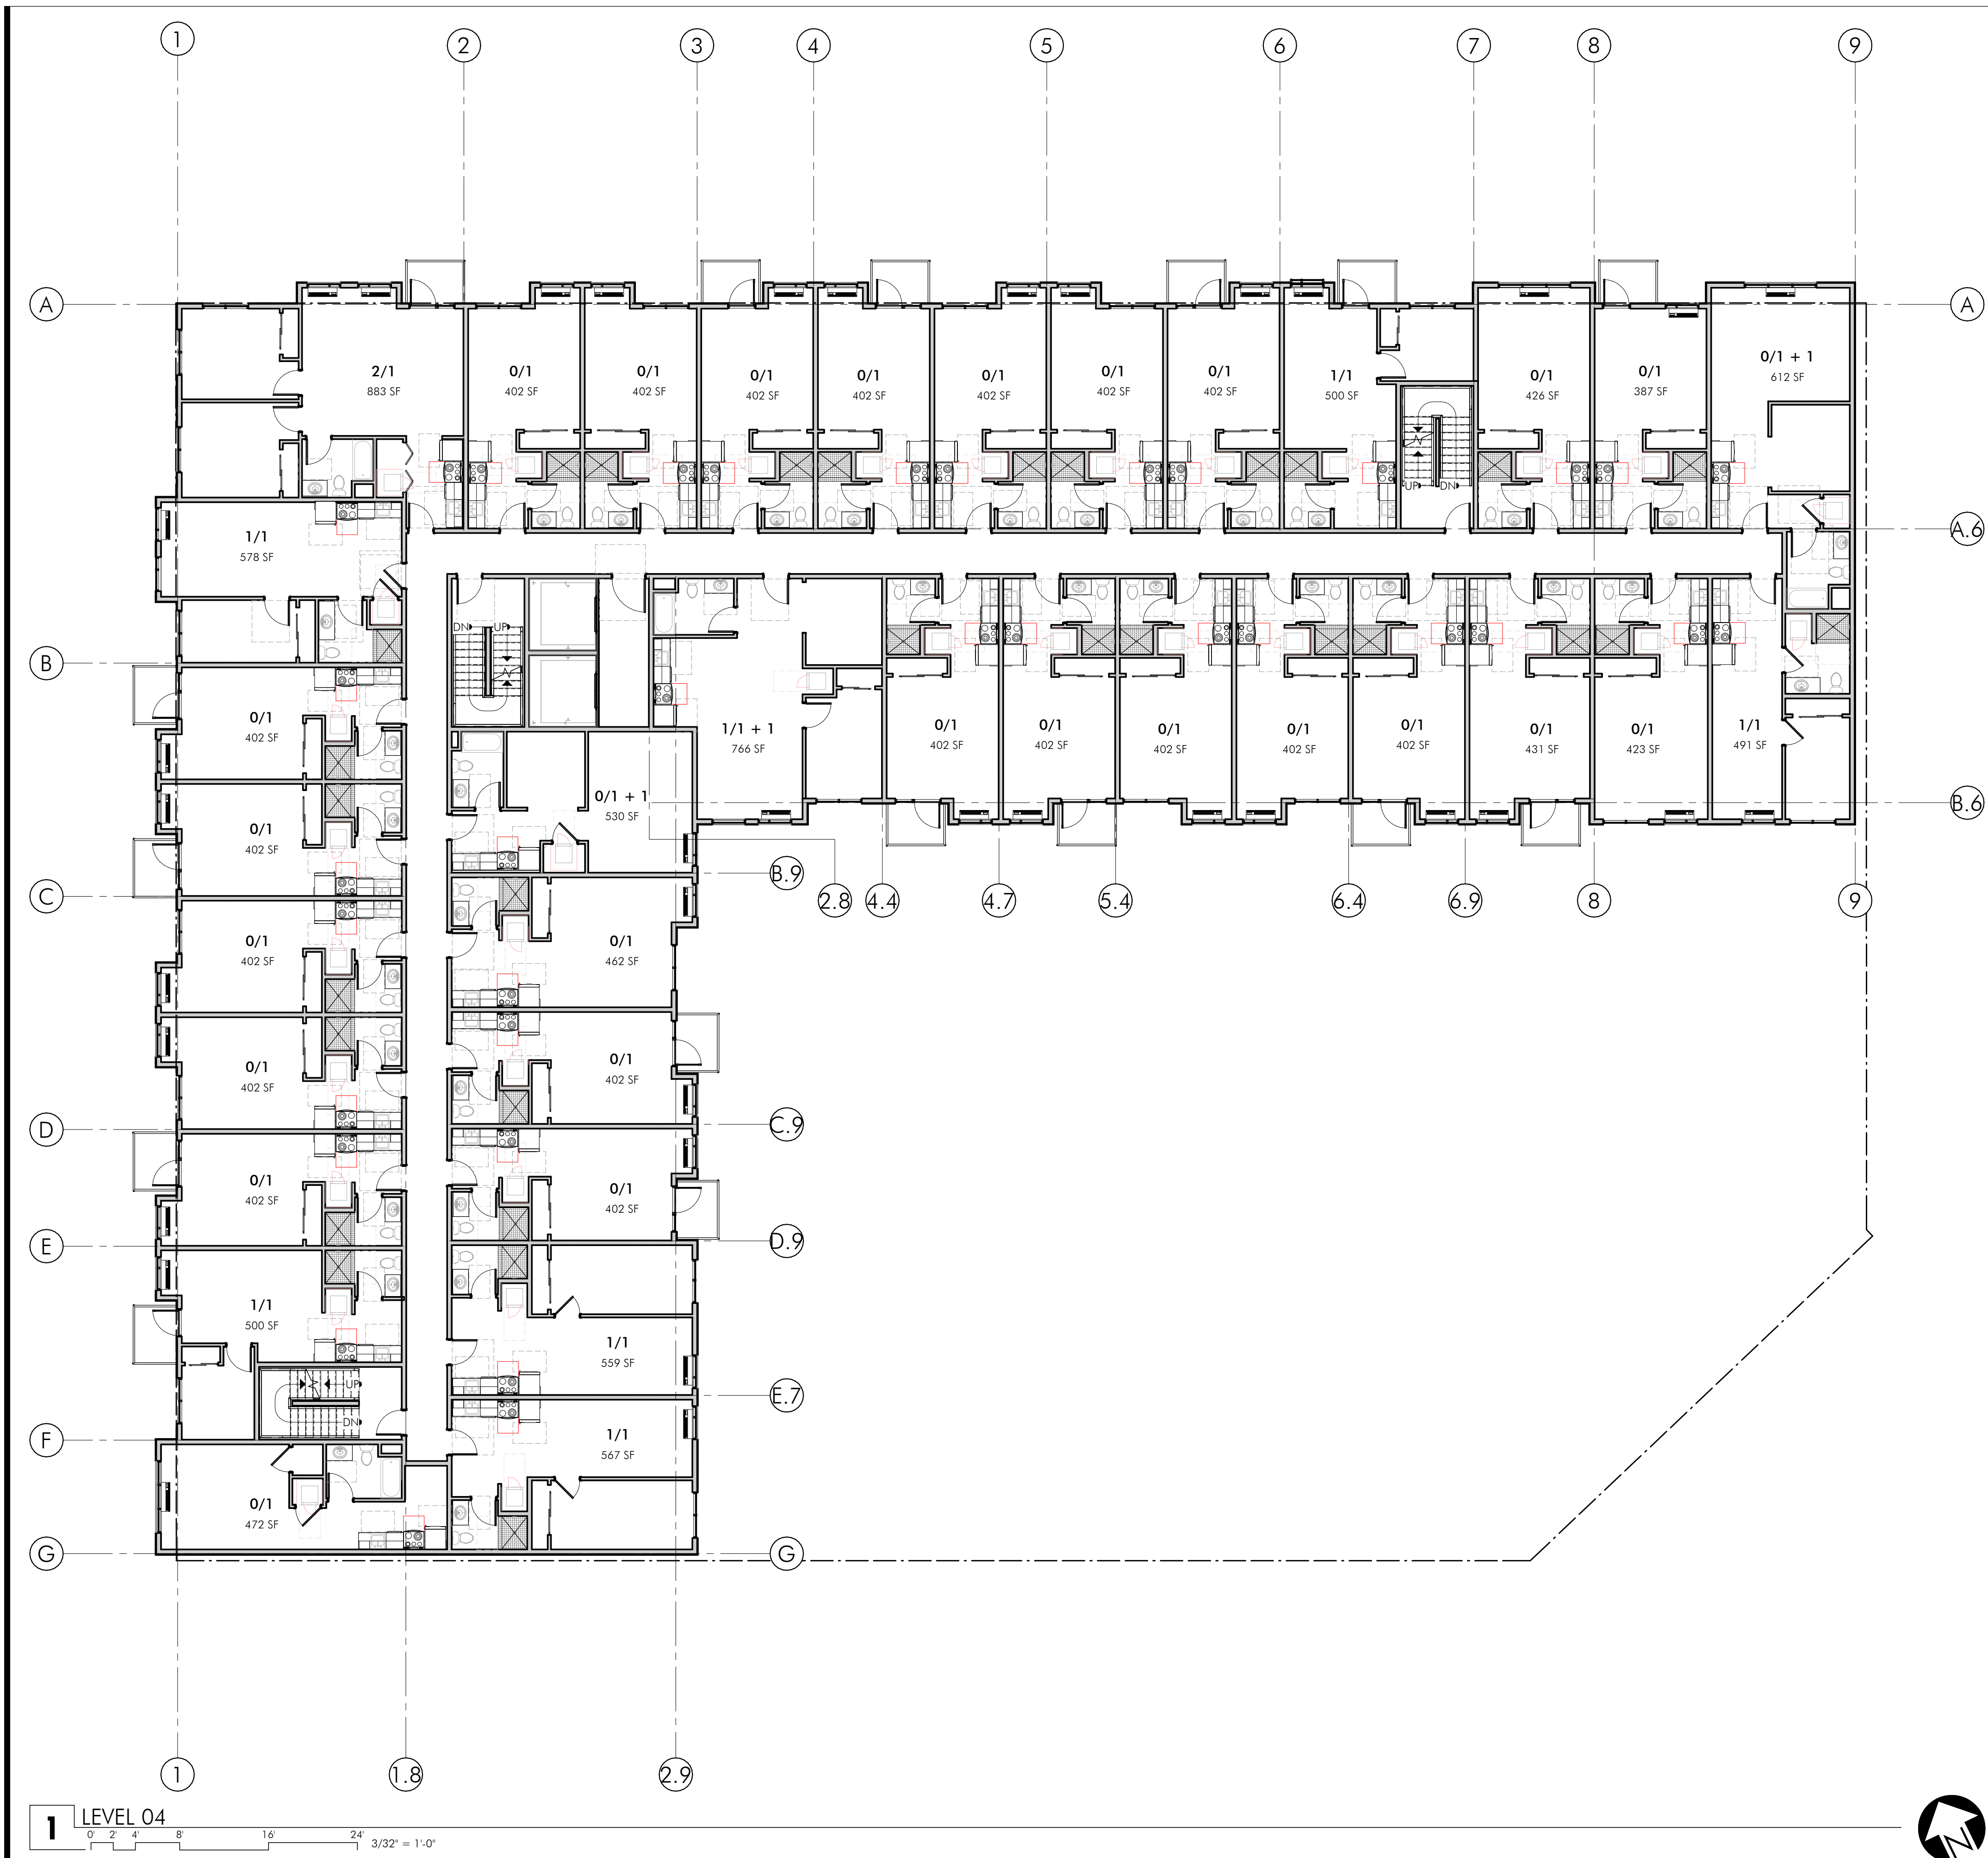 1 2 3 4 5 6 7 8 9
A A
2/1 0/1 0/1 0/1 0/1 0/1 0/1 0/1 1/1 0/1 0/1 0/1 + 1
883 SF 402 SF 402 SF 402 SF 402 SF 402 SF 402 SF 402 SF 500 SF 426 SF 387 SF 612 SF
UP DN
A.6
1/1
578 SF
DN UP
B
0/1
402 SF
1/1 + 1 0/1 0/1 0/1 0/1 0/1 0/1 0/1 1/1
766 SF 402 SF 402 SF 402 SF 402 SF 402 SF 431 SF 423 SF 491 SF
0/1 + 1
530 SF
B.6
0/1
402 SF
B.9
C
2.8 4.4 4.7 5.4 6.4 6.9 8 9
0/1 0/1
402 SF 462 SF
0/1 0/1
402 SF 402 SF
D C.9
0/1 0/1
402 SF 402 SF
E D.9
1/1
500 SF
1/1
559 SF
UP
DN
E.7
F
1/1
567 SF
0/1
472 SF
G G
1 1.8 2.9
1 LEVEL 04
0' 2' 4' 8' 16' 24' 3/32" = 1'-0"
N